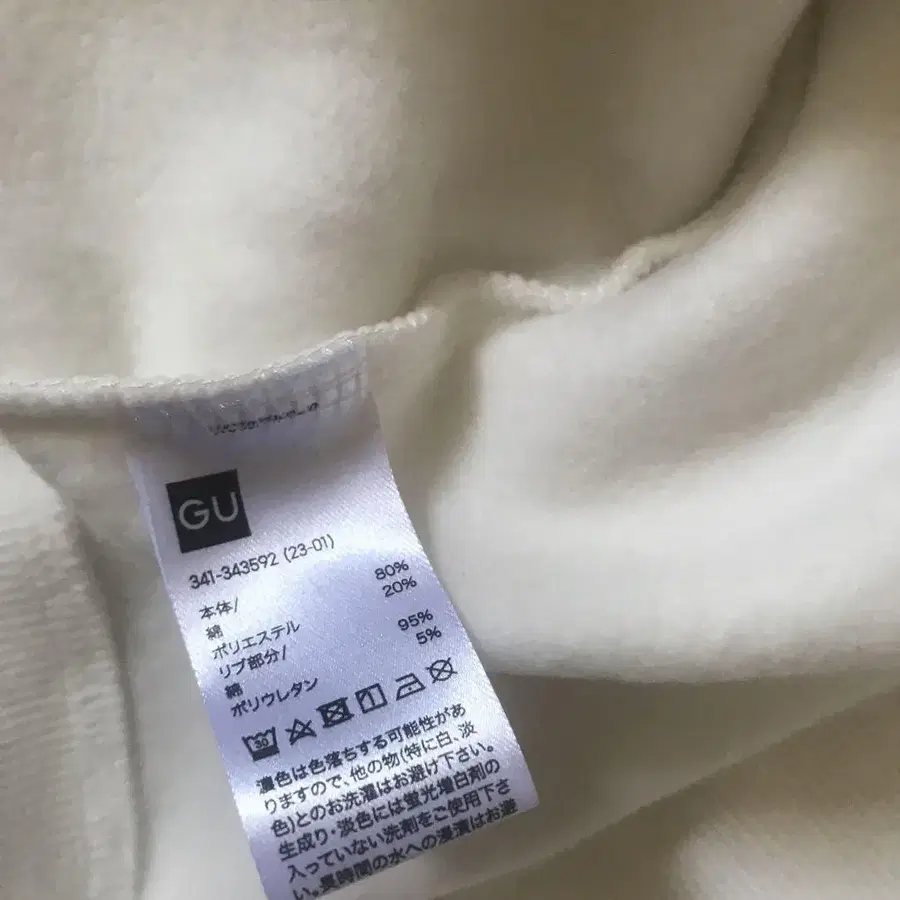 GU
341-343592 (23-01)
本体/
綿 80%
ポリエステル 20%
リブ部分/
綿 95%
ポリウレタン 5%
30
濃色は色落ちする可能性があ
りますので、他の物(特に白、淡
色)とのお洗濯はお避け下さい。
生成り・淡色には蛍光増白剤の
入っていない洗剤をご使用下さ
い。長時間の水への浸漬はお避